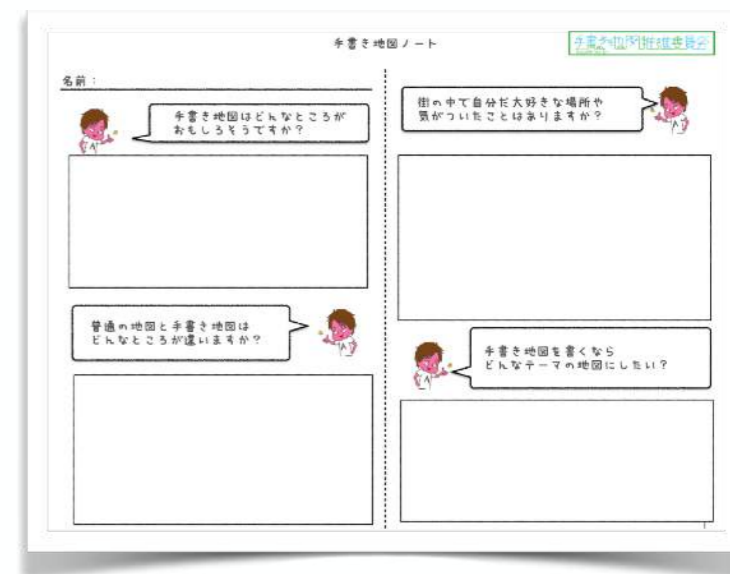 手書き地図ノート
手書き地図推進委員会
名前：
手書き地図はどんなところが
おもしろそうですか？
普通の地図と手書き地図は
どんなところが違いますか？
街の中で自分だ大好きな場所や
気がついたことはありますか？
手書き地図を書くなら
どんなテーマの地図にしたい？